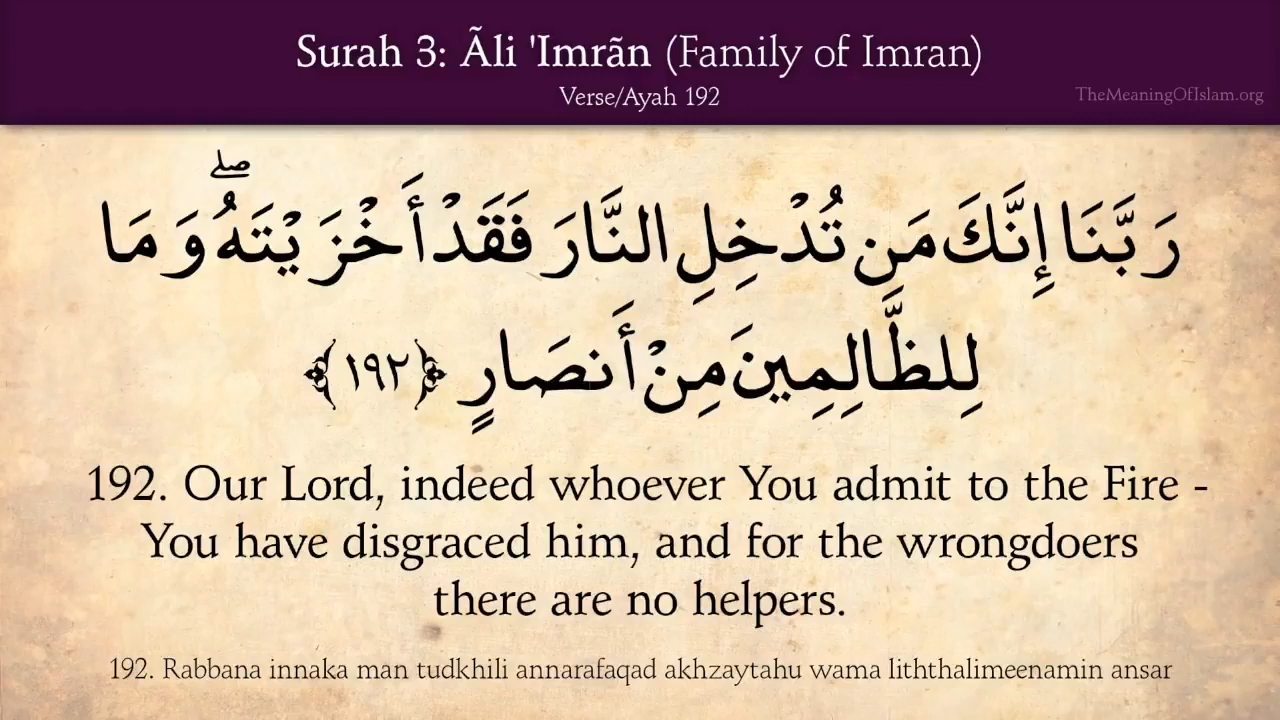 Surah 3: Ãli 'Imrãn (Family of Imran)
Verse/Ayah 192
TheMeaningOfIslam.org
رَبَّنَا إِنَّكَ مَن تُدْخِلِ النَّارَ فَقَدْ أَخْزَيْتَهُ ۖ وَمَا
لِلظَّالِمِينَ مِنْ أَنصَارٍ ﴿١٩٢﴾
192. Our Lord, indeed whoever You admit to the Fire -
You have disgraced him, and for the wrongdoers
there are no helpers.
192. Rabbana innaka man tudkhili annarafaqad akhzaytahu wama liththalimeenamin ansar